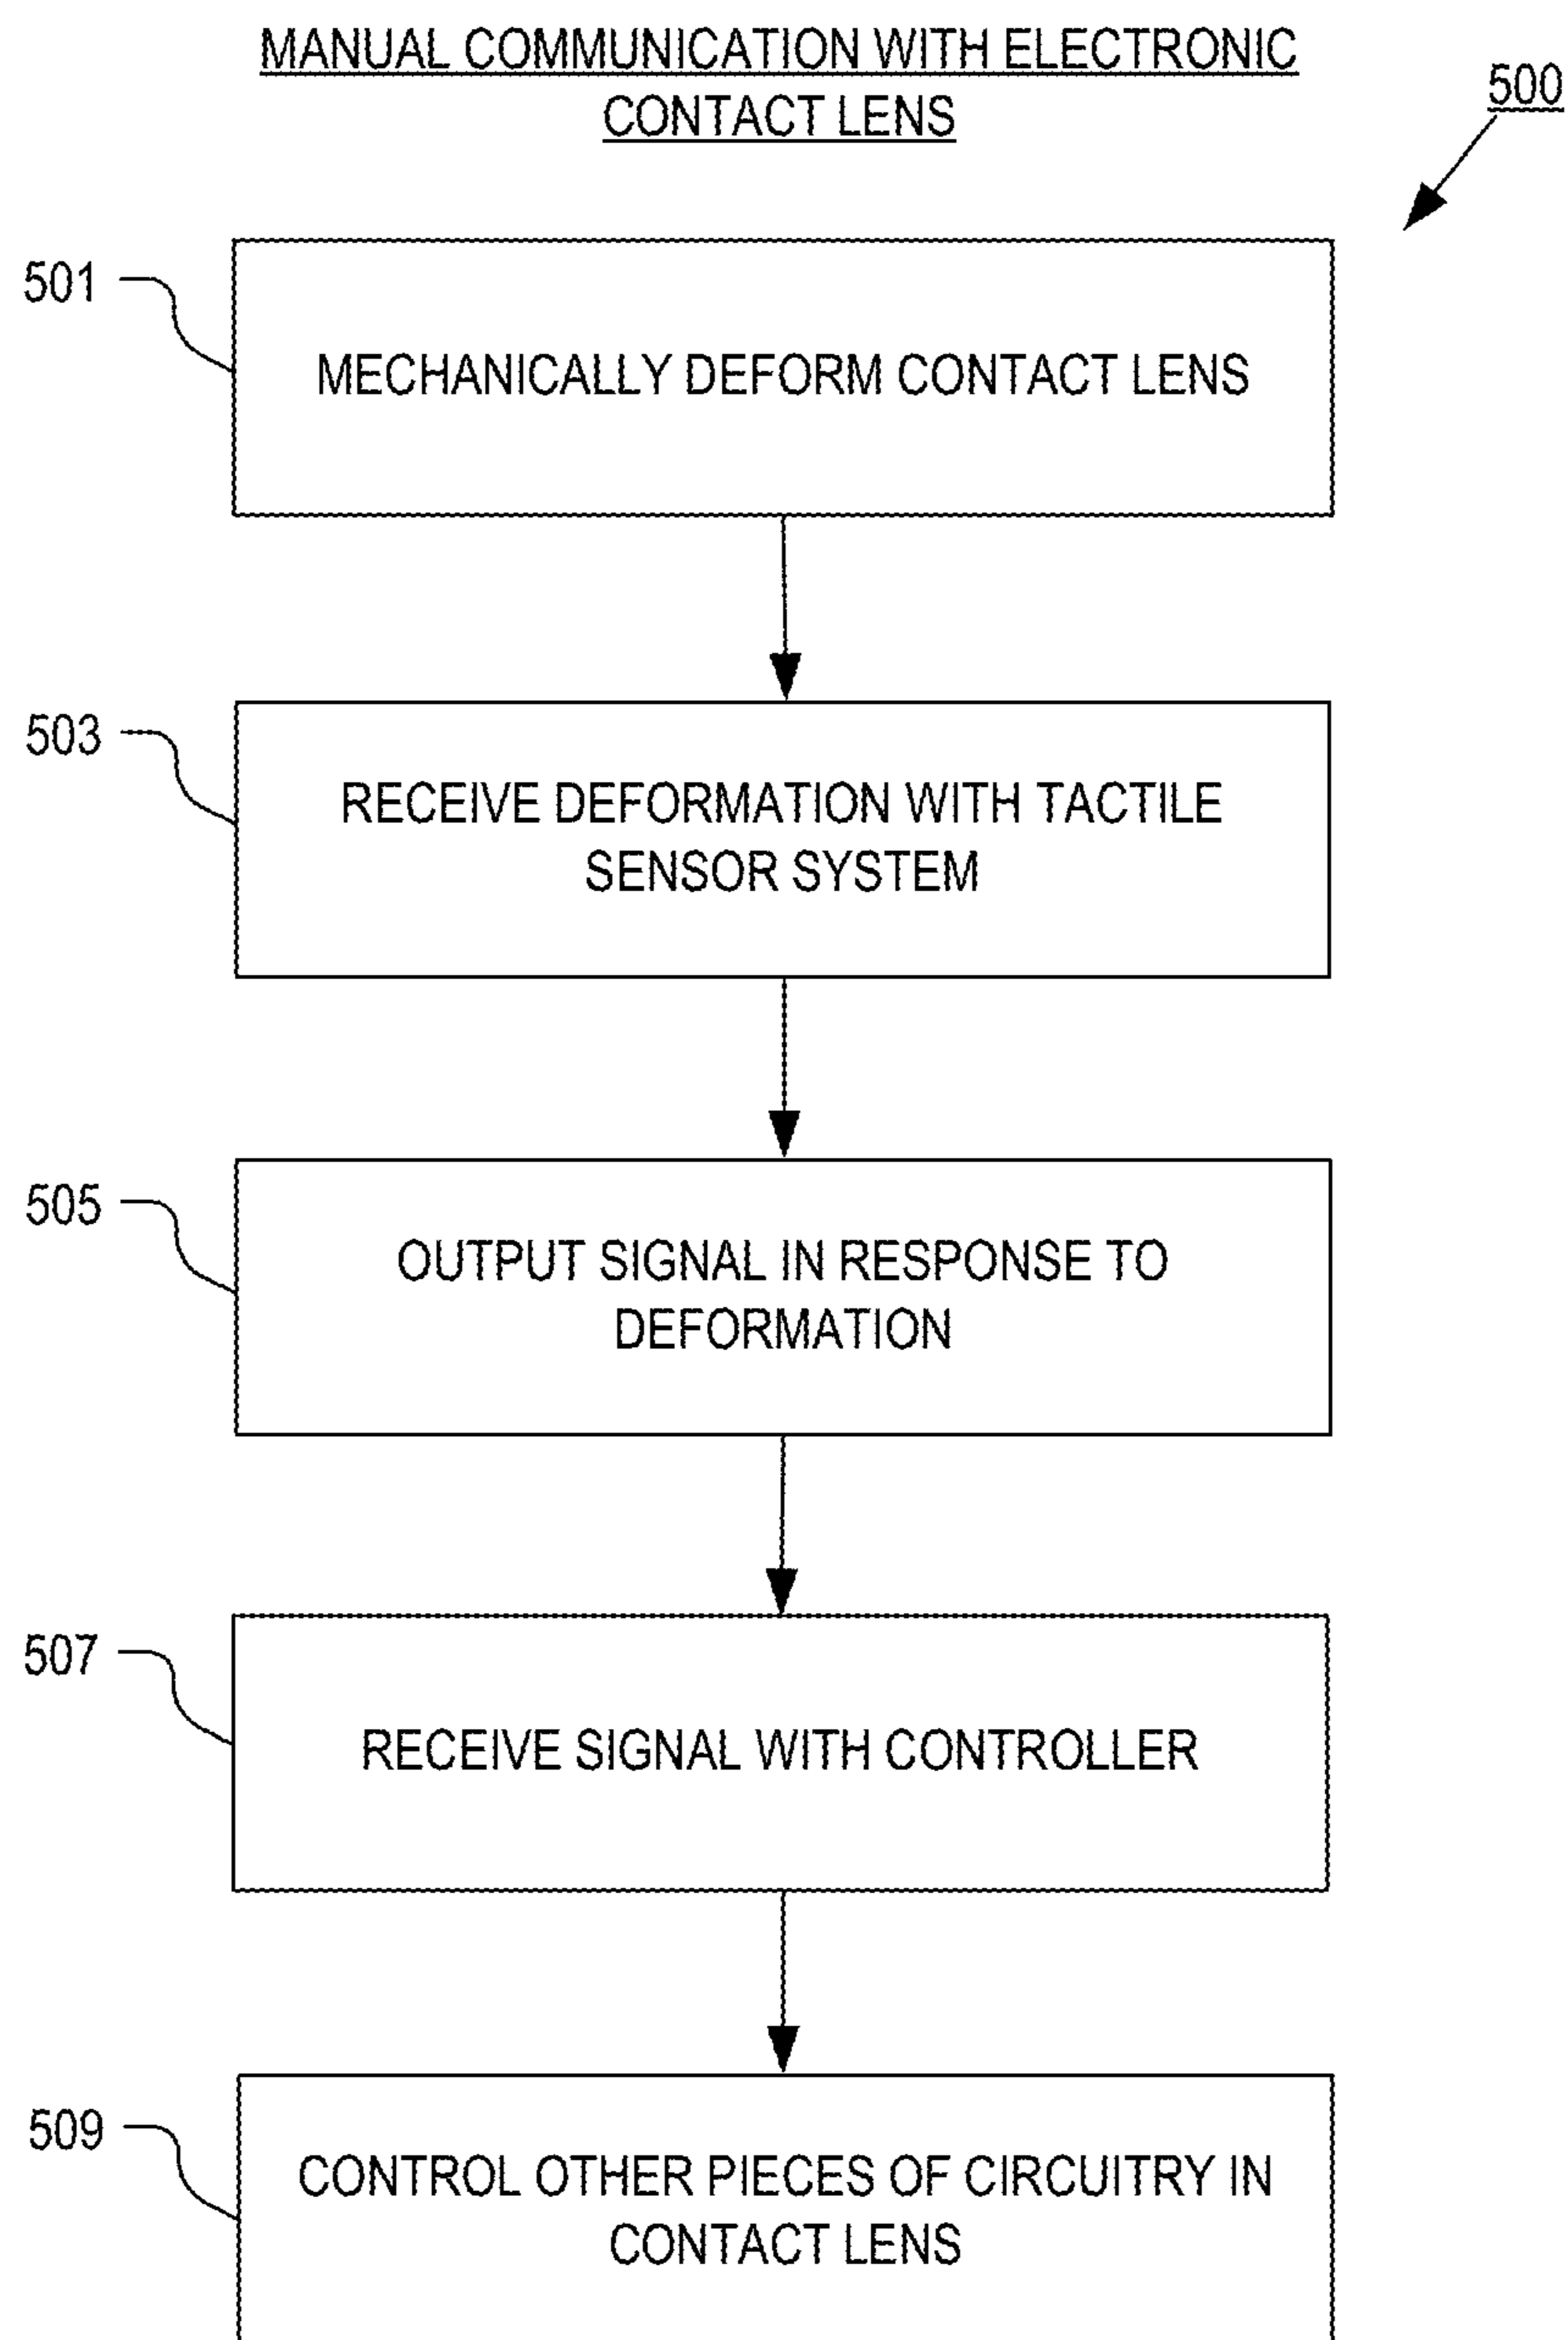 MANUAL COMMUNICATION WITH ELECTRONIC
CONTACT LENS
500
501
MECHANICALLY DEFORM CONTACT LENS
503
RECEIVE DEFORMATION WITH TACTILE
SENSOR SYSTEM
505
OUTPUT SIGNAL IN RESPONSE TO
DEFORMATION
507
RECEIVE SIGNAL WITH CONTROLLER
509
CONTROL OTHER PIECES OF CIRCUITRY IN
CONTACT LENS